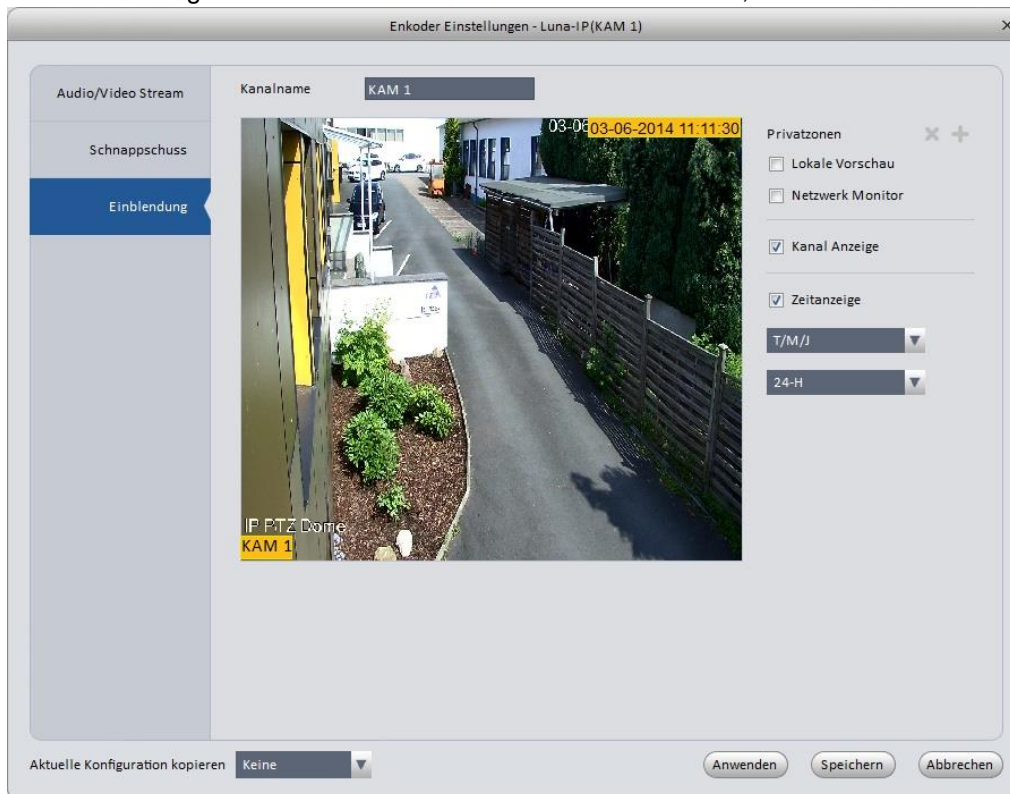 Enkoder Einstellungen - Luna-IP(KAM 1)
Audio/Video Stream
Schnappschuss
Einblendung
Kanalname KAM 1
03-06 03-06-2014 11:11:30
IP PTZ Dome
KAM 1
Privatzonen
Lokale Vorschau
Netzwerk Monitor
Kanal Anzeige
Zeitanzeige
T/M/J
24-H
Aktuelle Konfiguration kopieren Keine
Anwenden Speichern Abbrechen